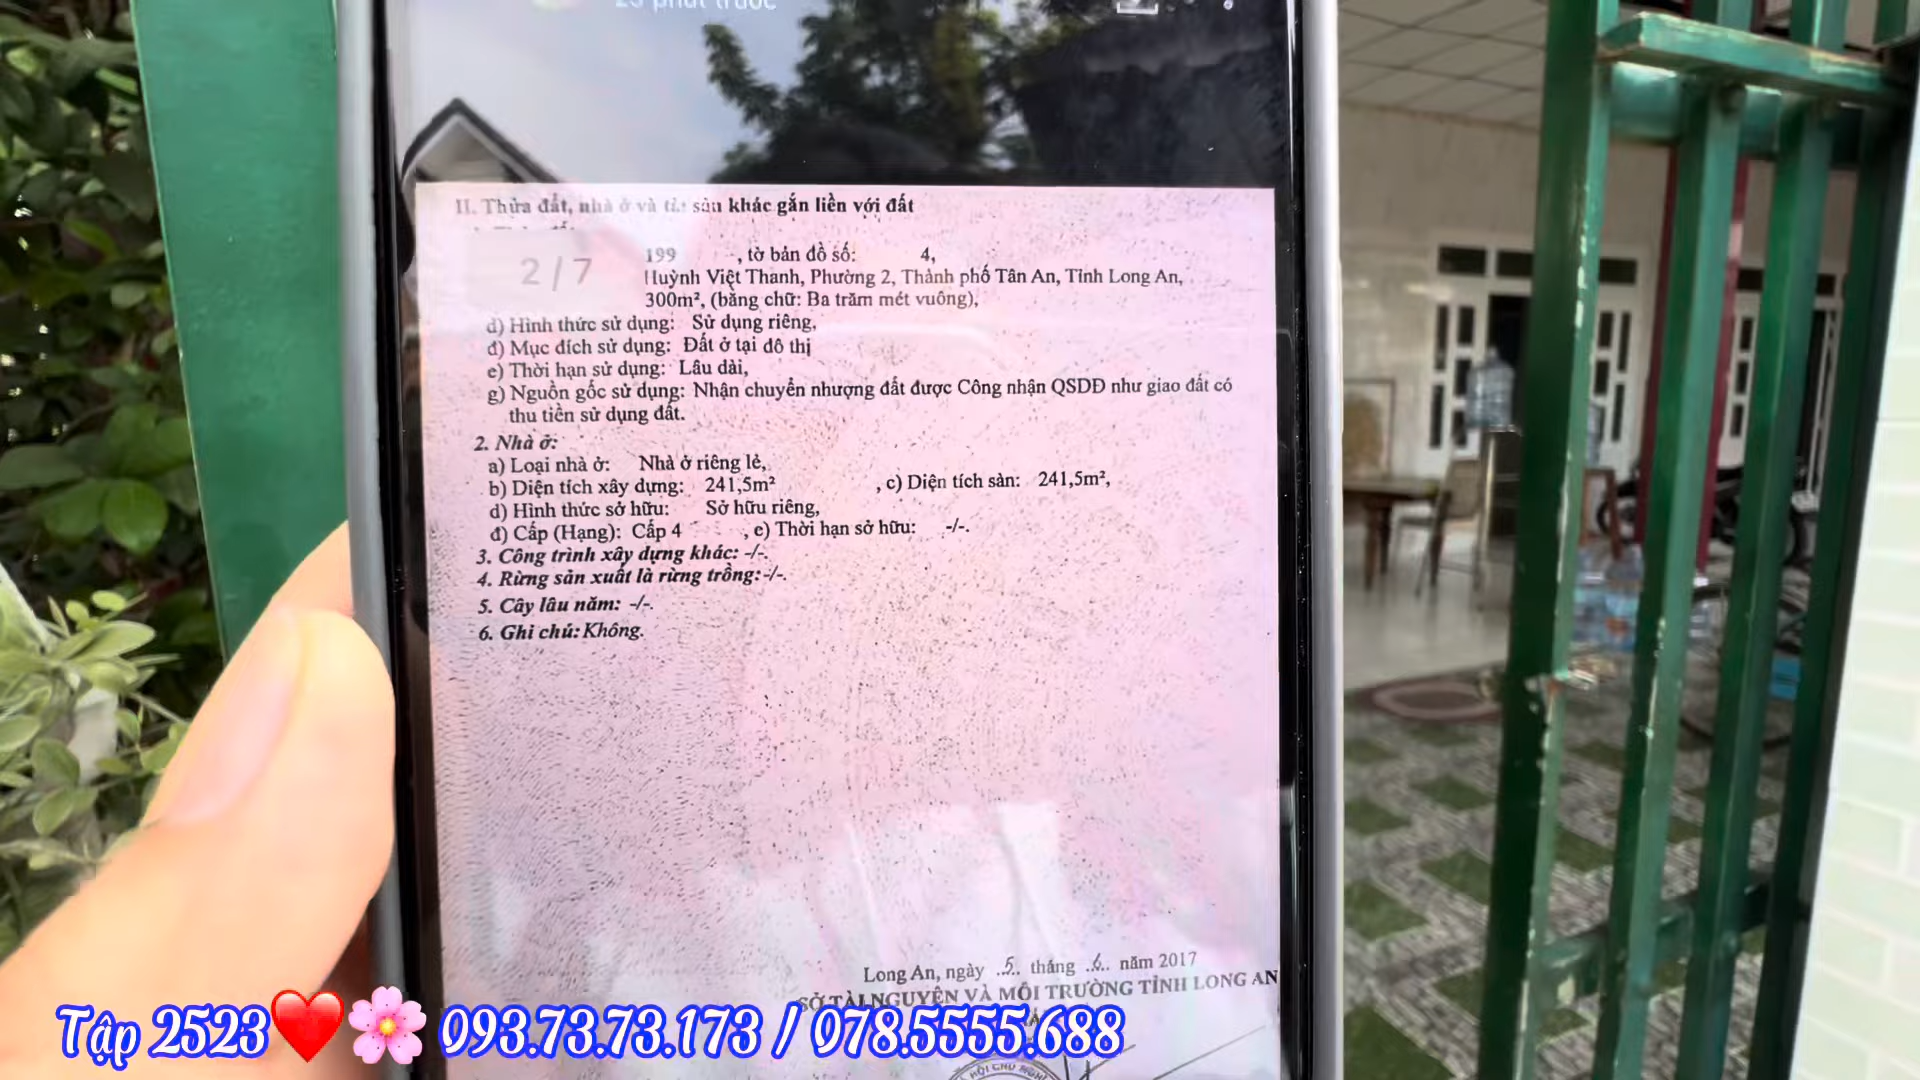 23 phút trước
II. Thửa đất, nhà ở và tài sản khác gắn liền với đất
2/7
199 , tờ bản đồ số: 4,
Huỳnh Việt Thanh, Phường 2, Thành phố Tân An, Tỉnh Long An,
300m², (bằng chữ: Ba trăm mét vuông),
d) Hình thức sử dụng: Sử dụng riêng,
đ) Mục đích sử dụng: Đất ở tại đô thị
e) Thời hạn sử dụng: Lâu dài,
g) Nguồn gốc sử dụng: Nhận chuyển nhượng đất được Công nhận QSDĐ như giao đất có
thu tiền sử dụng đất.
2. Nhà ở:
a) Loại nhà ở: Nhà ở riêng lẻ,
b) Diện tích xây dựng: 241,5m² , c) Diện tích sàn: 241,5m²,
d) Hình thức sở hữu: Sở hữu riêng,
đ) Cấp (Hạng): Cấp 4 , e) Thời hạn sở hữu: -/-.
3. Công trình xây dựng khác: -/-.
4. Rừng sản xuất là rừng trồng: -/-.
5. Cây lâu năm: -/-.
6. Ghi chú: Không.
Long An, ngày .5. tháng .6. năm 2017
SỞ TÀI NGUYÊN VÀ MÔI TRƯỜNG TỈNH LONG AN
Tập 2523❤️🌸 093.73.73.173 / 078.5555.688